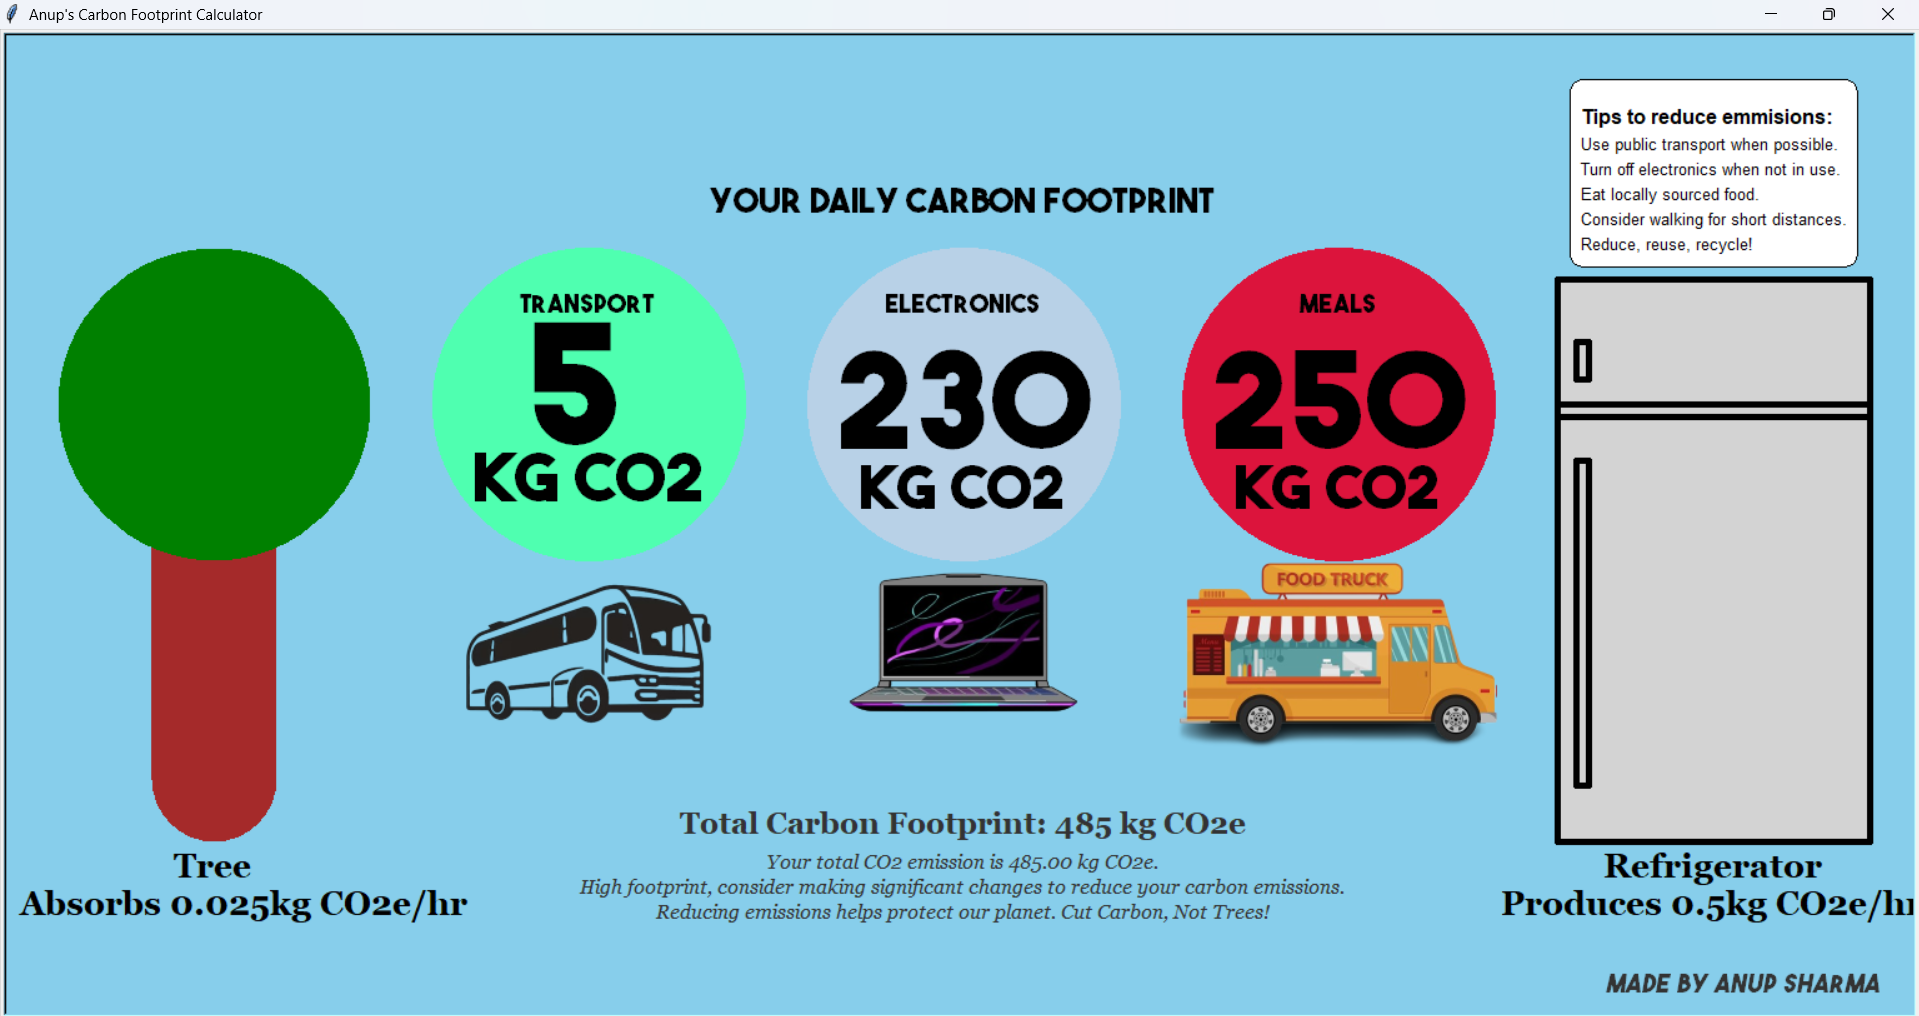 Anup's Carbon Footprint Calculator
Tips to reduce emmisions:
Use public transport when possible.
Turn off electronics when not in use.
Eat locally sourced food.
Consider walking for short distances.
Reduce, reuse, recycle!
YOUR DAILY CARBON FOOTPRINT
TRANSPORT
5
KG CO2
ELECTRONICS
230
KG CO2
MEALS
250
KG CO2
FOOD TRUCK
Total Carbon Footprint: 485 kg CO2e
Your total CO2 emission is 485.00 kg CO2e.
High footprint, consider making significant changes to reduce your carbon emissions.
Reducing emissions helps protect our planet. Cut Carbon, Not Trees!
Tree
Absorbs 0.025kg CO2e/hr
Refrigerator
Produces 0.5kg CO2e/hr
MADE BY ANUP SHARMA